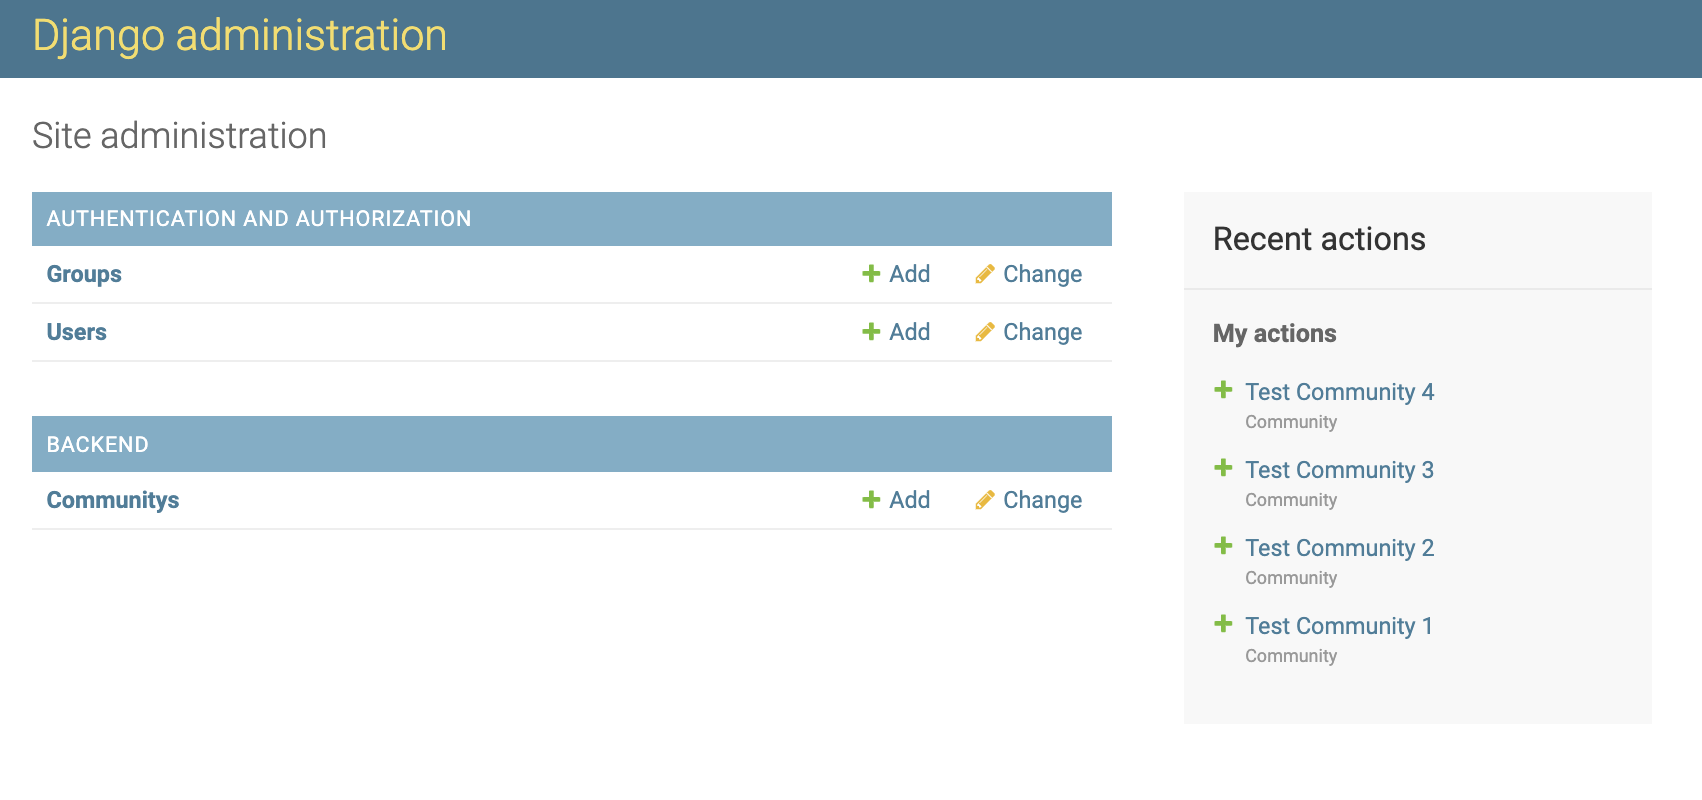 Django administration
Site administration
AUTHENTICATION AND AUTHORIZATION
Groups Add Change
Users Add Change
BACKEND
Communitys Add Change
Recent actions
My actions
Test Community 4
Community
Test Community 3
Community
Test Community 2
Community
Test Community 1
Community